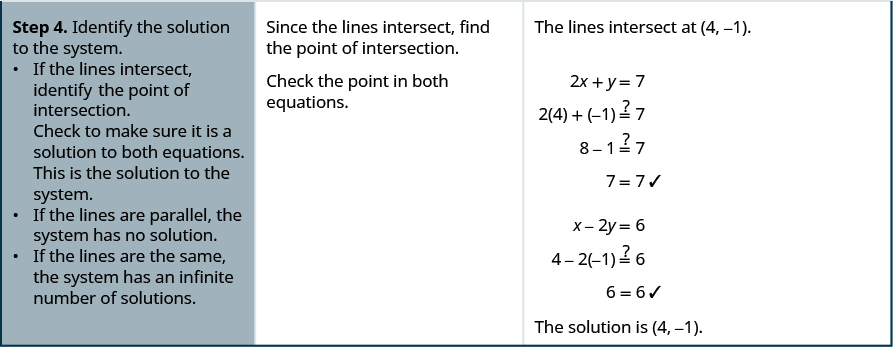 Step 4. Identify the solution
to the system.
• If the lines intersect,
identify the point of
intersection.
Check to make sure it is a
solution to both equations.
This is the solution to the
system.
• If the lines are parallel, the
system has no solution.
• If the lines are the same,
the system has an infinite
number of solutions.
Since the lines intersect, find
the point of intersection.
Check the point in both
equations.
The lines intersect at (4, –1).
2x + y = 7
2(4) + (–1) ≟ 7
8 – 1 ≟ 7
7 = 7 ✓
x – 2y = 6
4 – 2(–1) ≟ 6
6 = 6 ✓
The solution is (4, –1).